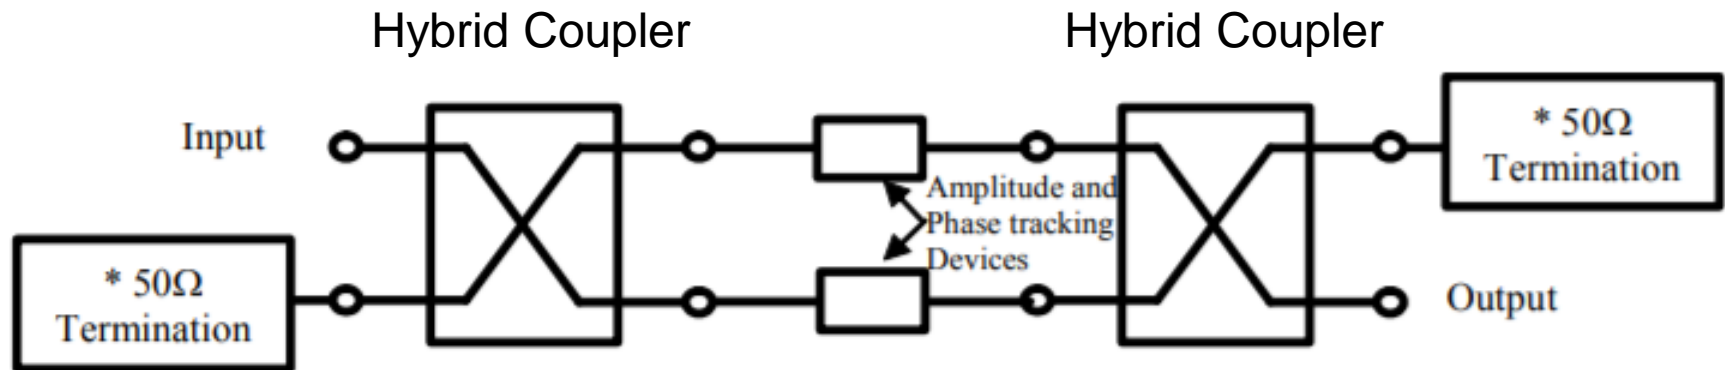 Hybrid Coupler
Hybrid Coupler
Input
* 50Ω
Termination
Amplitude and
Phase tracking
Devices
* 50Ω
Termination
Output